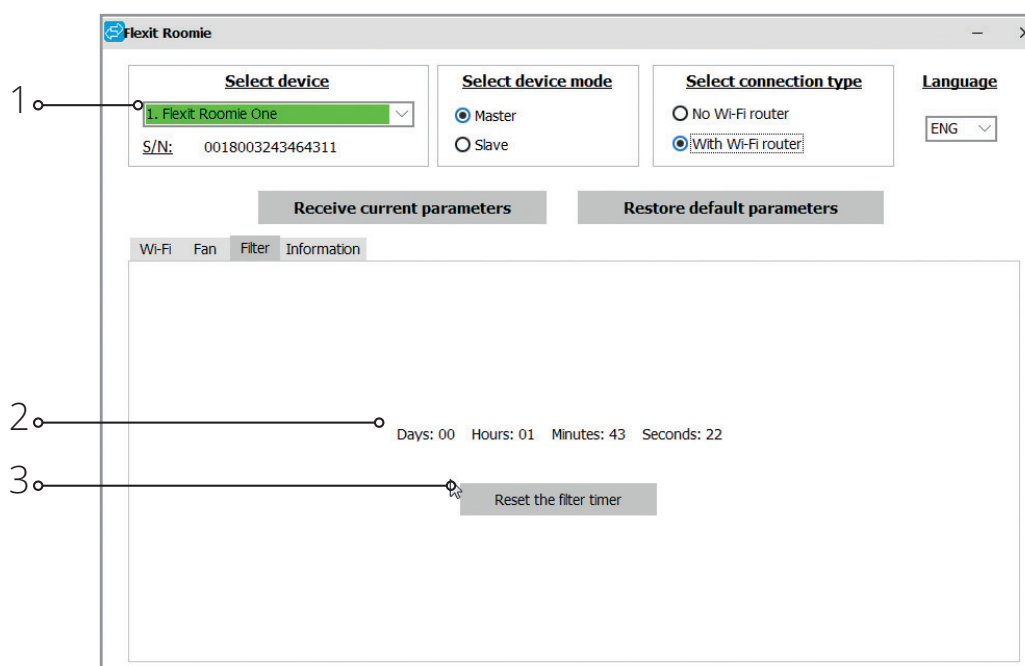 Flexit Roomie
Select device
1. Flexit Roomie One
S/N: 0018003243464311
Select device mode
Master
Slave
Select connection type
No Wi-Fi router
With Wi-Fi router
Language
ENG
Receive current parameters
Restore default parameters
Wi-Fi Fan Filter Information
1
2
Days: 00 Hours: 01 Minutes: 43 Seconds: 22
3
Reset the filter timer